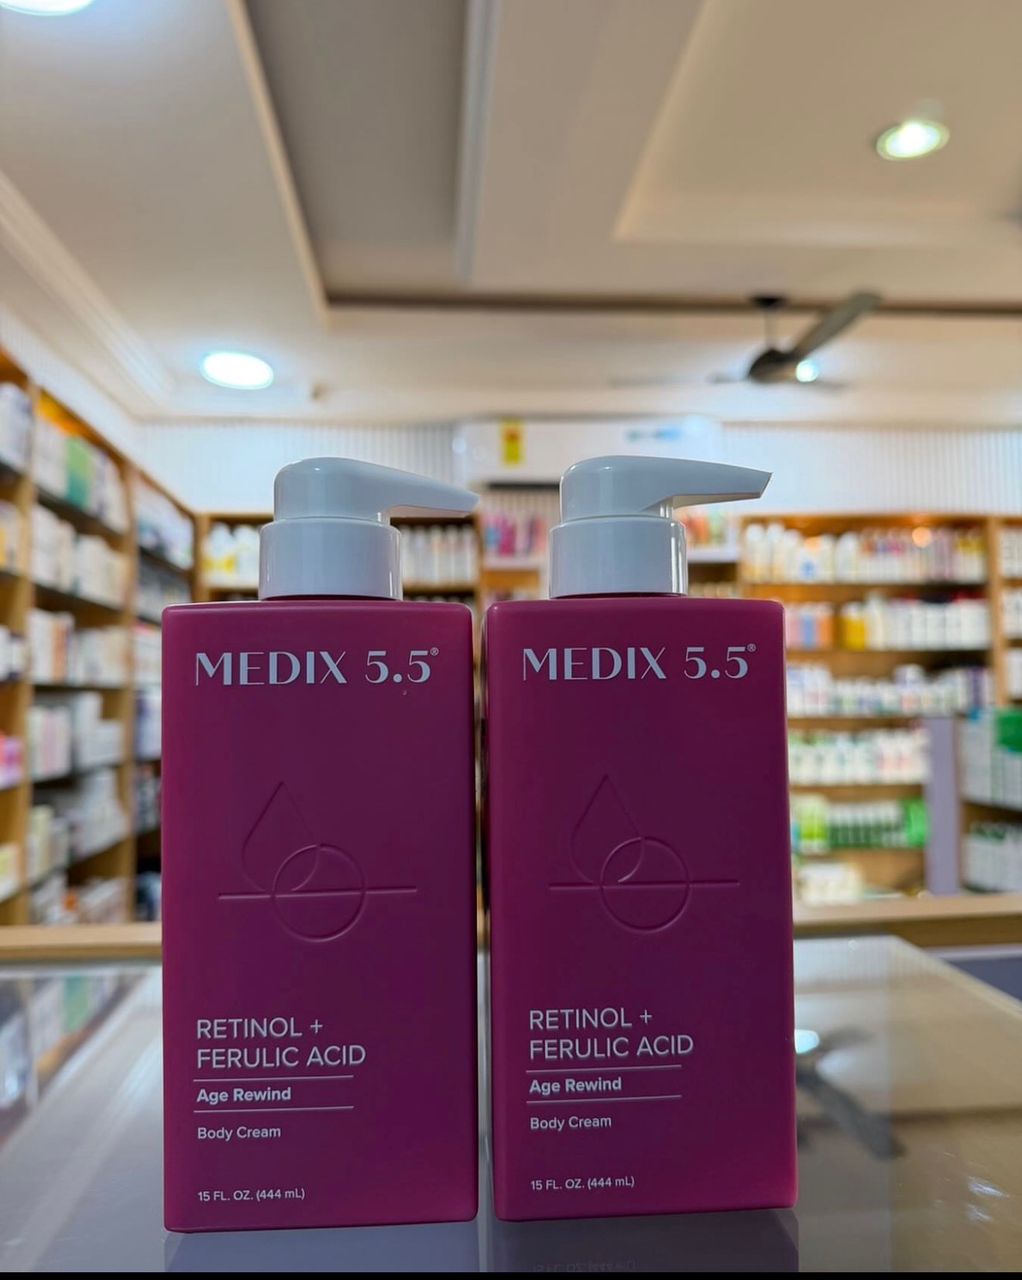 MEDIX 5.5®
RETINOL +
FERULIC ACID
Age Rewind
Body Cream
15 FL. OZ. (444 mL)
MEDIX 5.5®
RETINOL +
FERULIC ACID
Age Rewind
Body Cream
15 FL. OZ. (444 mL)